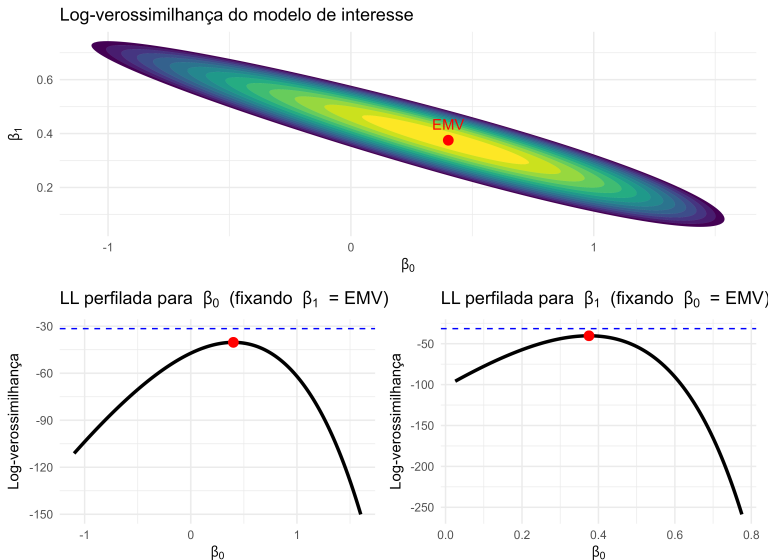 Log-verossimilhança do modelo de interesse
0.6
0.4
0.2
β₁
EMV
-1
0
1
β₀
LL perfilada para β₀ (fixando β₁ = EMV)
-30
-60
-90
-120
-150
Log-verossimilhança
-1
0
1
β₀
LL perfilada para β₁ (fixando β₀ = EMV)
-50
-100
-150
-200
-250
Log-verossimilhança
0.0
0.2
0.4
0.6
0.8
β₀